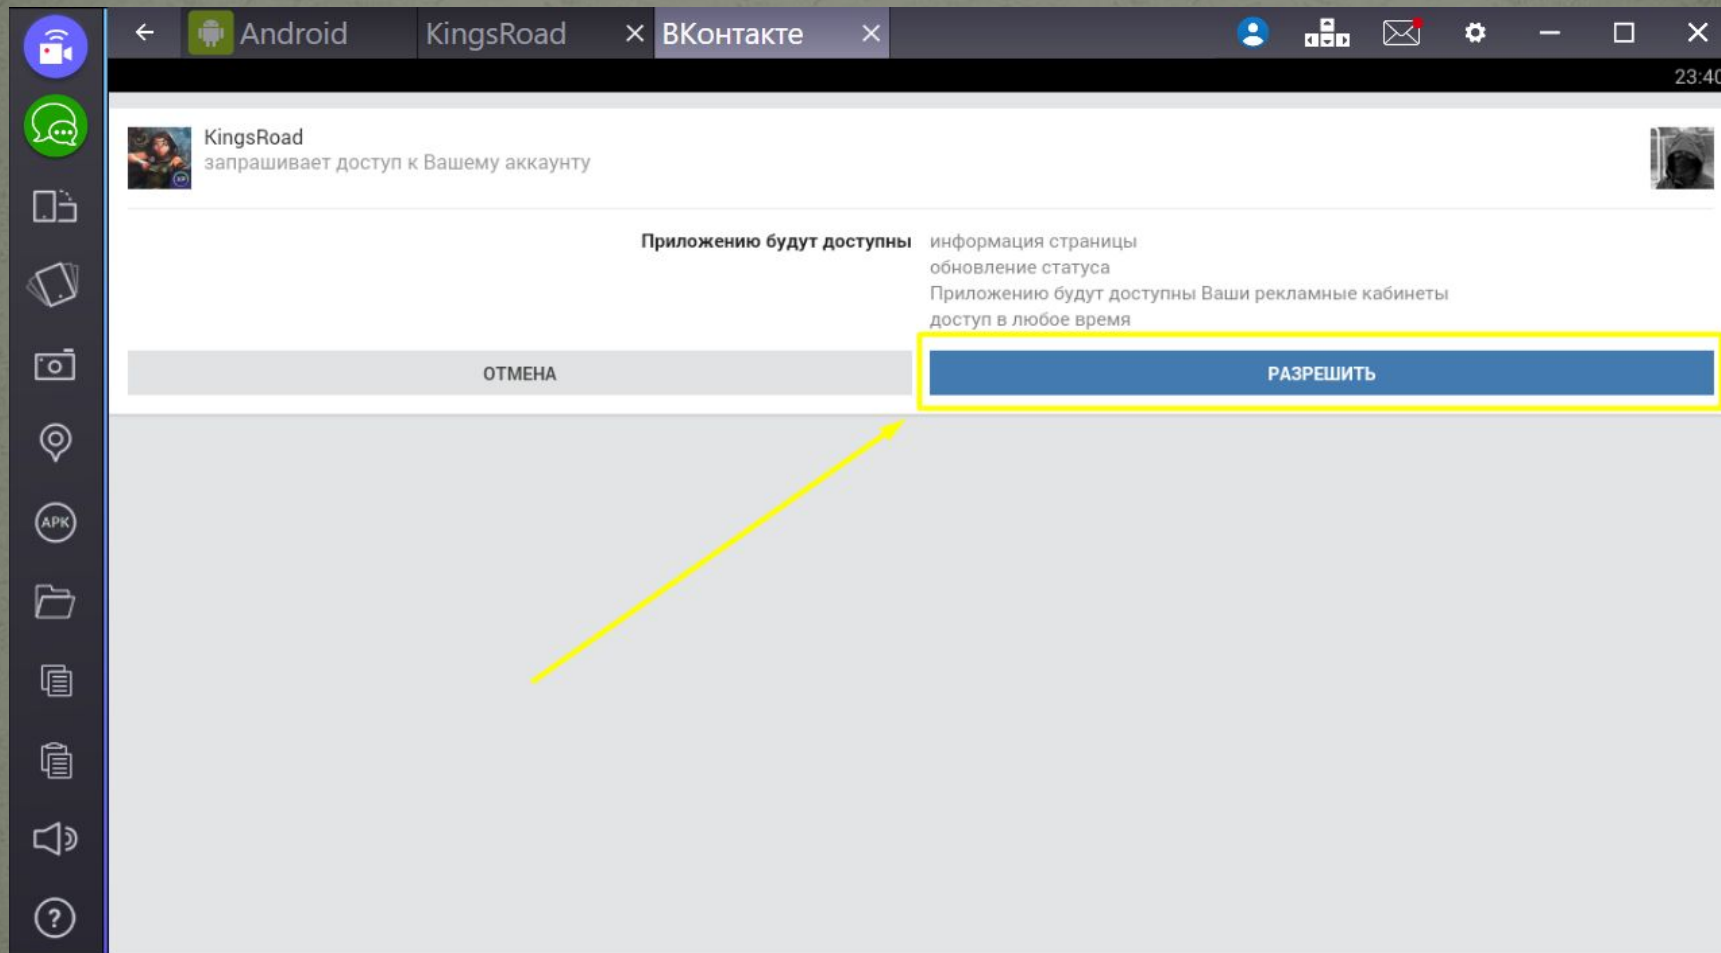 Android
KingsRoad
ВКонтакте
23:40
KingsRoad
запрашивает доступ к Вашему аккаунту
Приложению будут доступны
информация страницы
обновление статуса
Приложению будут доступны Ваши рекламные кабинеты
доступ в любое время
ОТМЕНА
РАЗРЕШИТЬ
APK